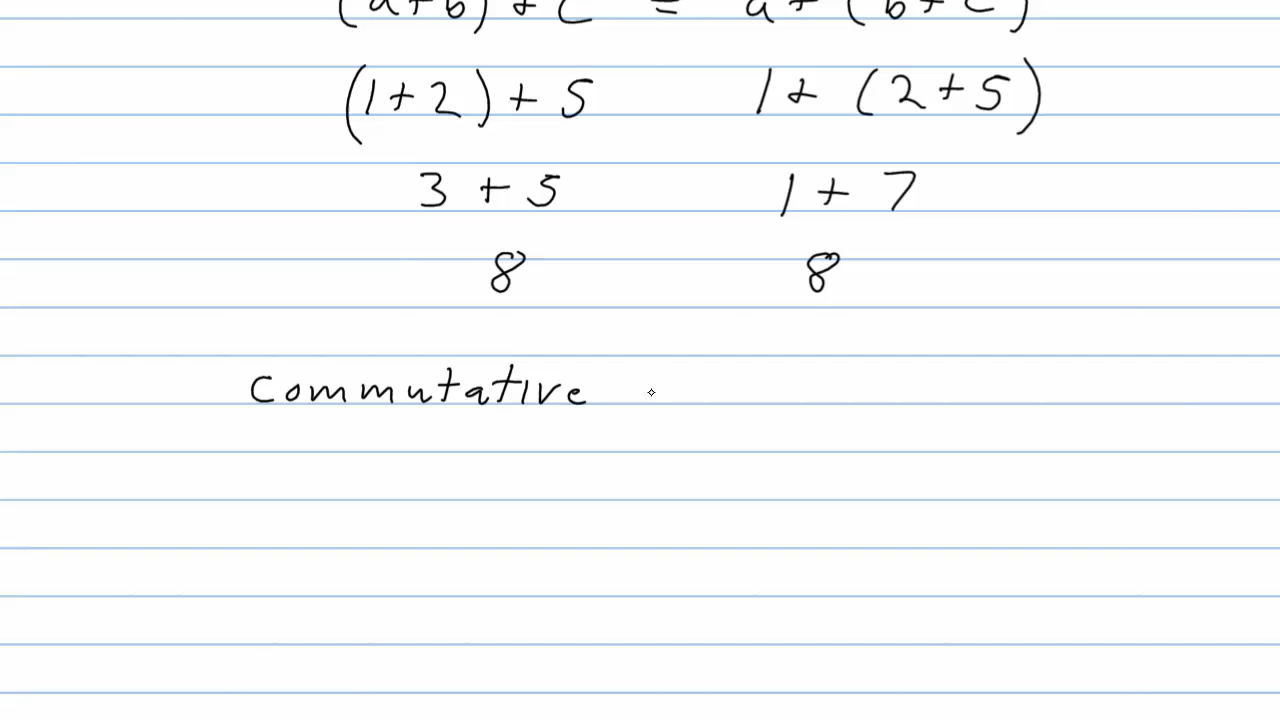 (a+b) + c = a + (b + c)
(1+2) + 5 1 + (2+5)
3 + 5 1 + 7
8 8
Commutative